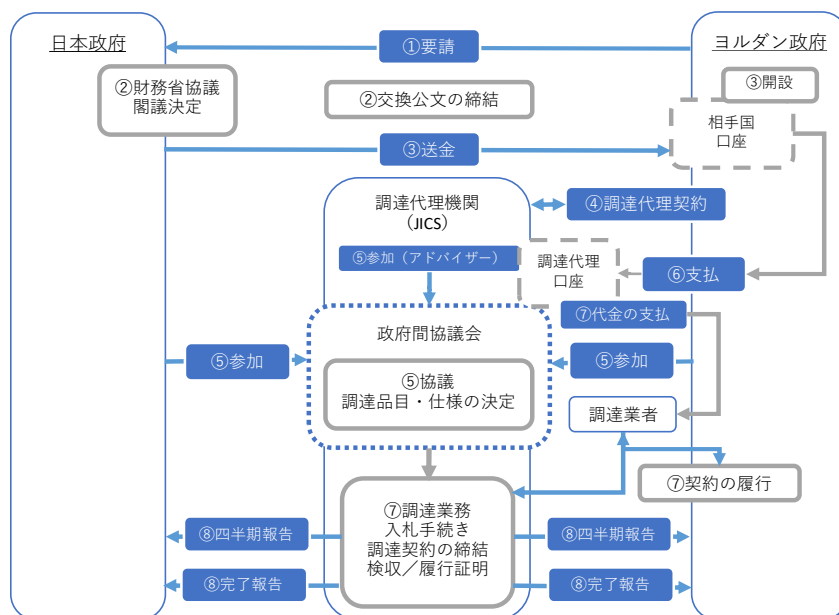 日本政府
①要請
ヨルダン政府
②財務省協議
閣議決定
②交換公文の締結
③開設
相手国
口座
③送金
調達代理機関
（JICS）
④調達代理契約
⑤参加（アドバイザー）
調達代理
口座
⑥支払
⑦代金の支払
政府間協議会
⑤参加
⑤参加
⑤協議
調達品目・仕様の決定
調達業者
⑦契約の履行
⑦調達業務
入札手続き
調達契約の締結
検収／履行証明
⑧四半期報告
⑧四半期報告
⑧完了報告
⑧完了報告